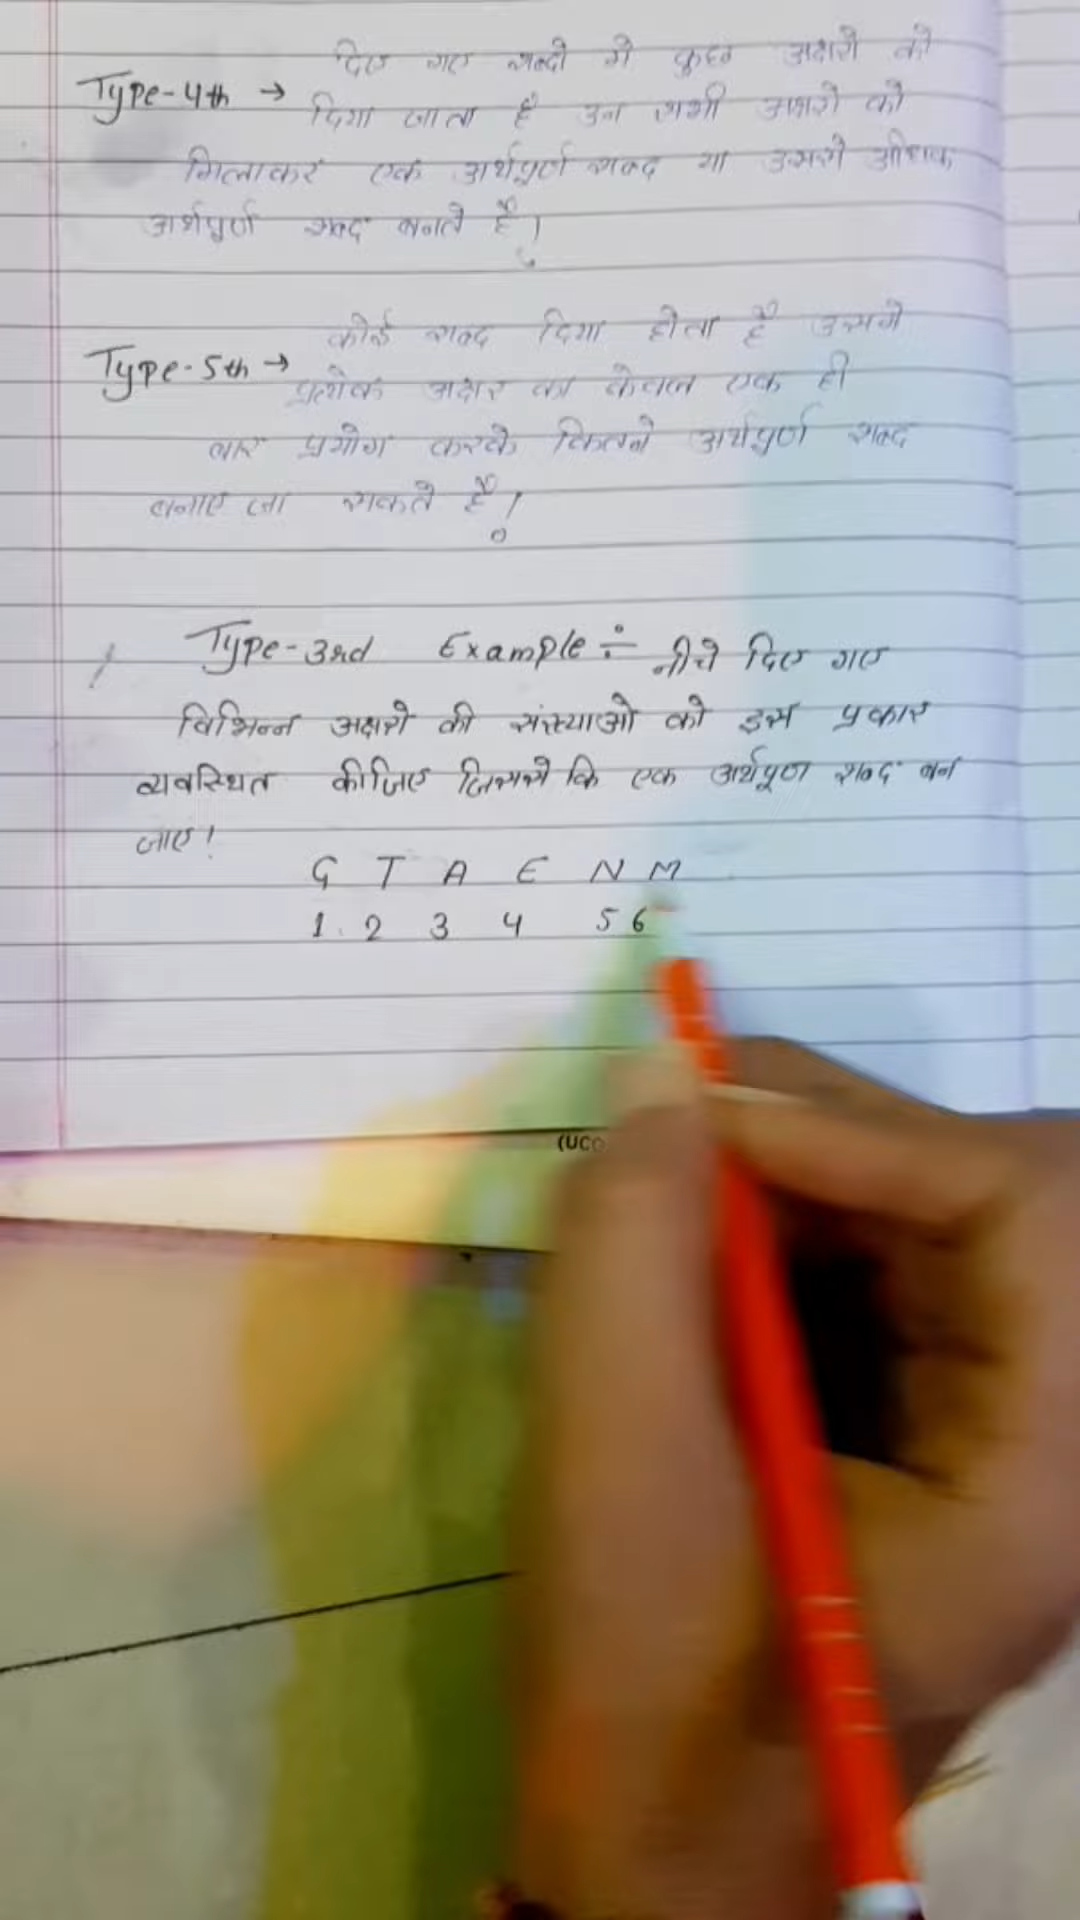 दिए गए शब्दो मे कुछ अक्षरो को
Type-4th → दिया जाता है उन सभी अक्षरो को
मिलाकर एक अर्थपूर्ण शब्द या उससे अधिक
अर्थपूर्ण शब्द बनते है!
कोई शब्द दिया होता है उसमे
Type-5th → प्रत्येक अक्षर का केवल एक ही
बार प्रयोग करके कितने अर्थपूर्ण शब्द
बनाए जा सकते है!
Type-3rd Example ÷ नीचे दिए गए
विभिन्न अक्षरो की संख्याओ को इस प्रकार
व्यवस्थित कीजिए जिससे कि एक अर्थपूण शब्द बन
जाए!
G T A E N M
1. 2 3 4 5 6
(UCO